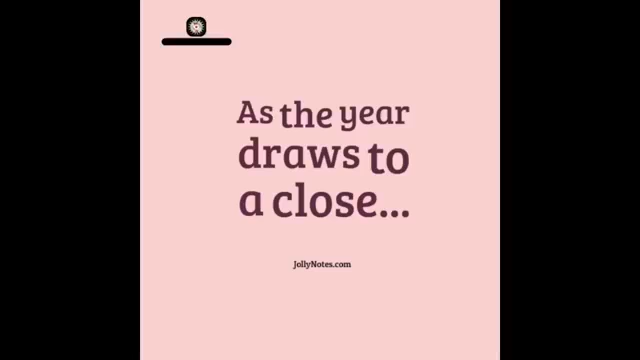 As the year
draws to
a close...
JollyNotes.com